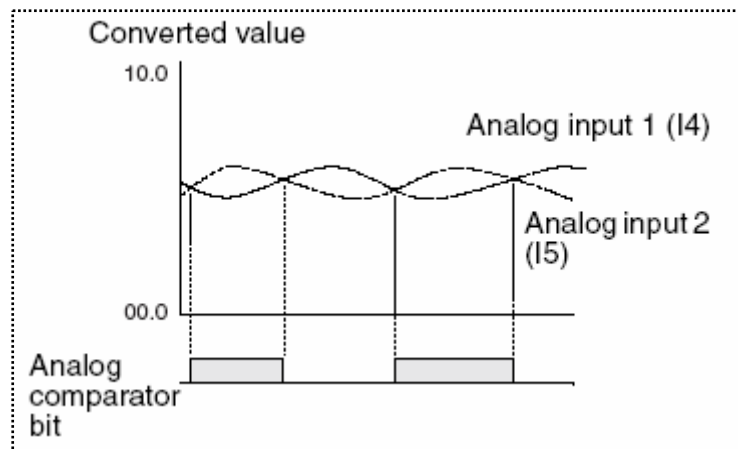 Converted value
10.0
Analog input 1 (I4)
Analog input 2
(I5)
00.0
Analog
comparator
bit